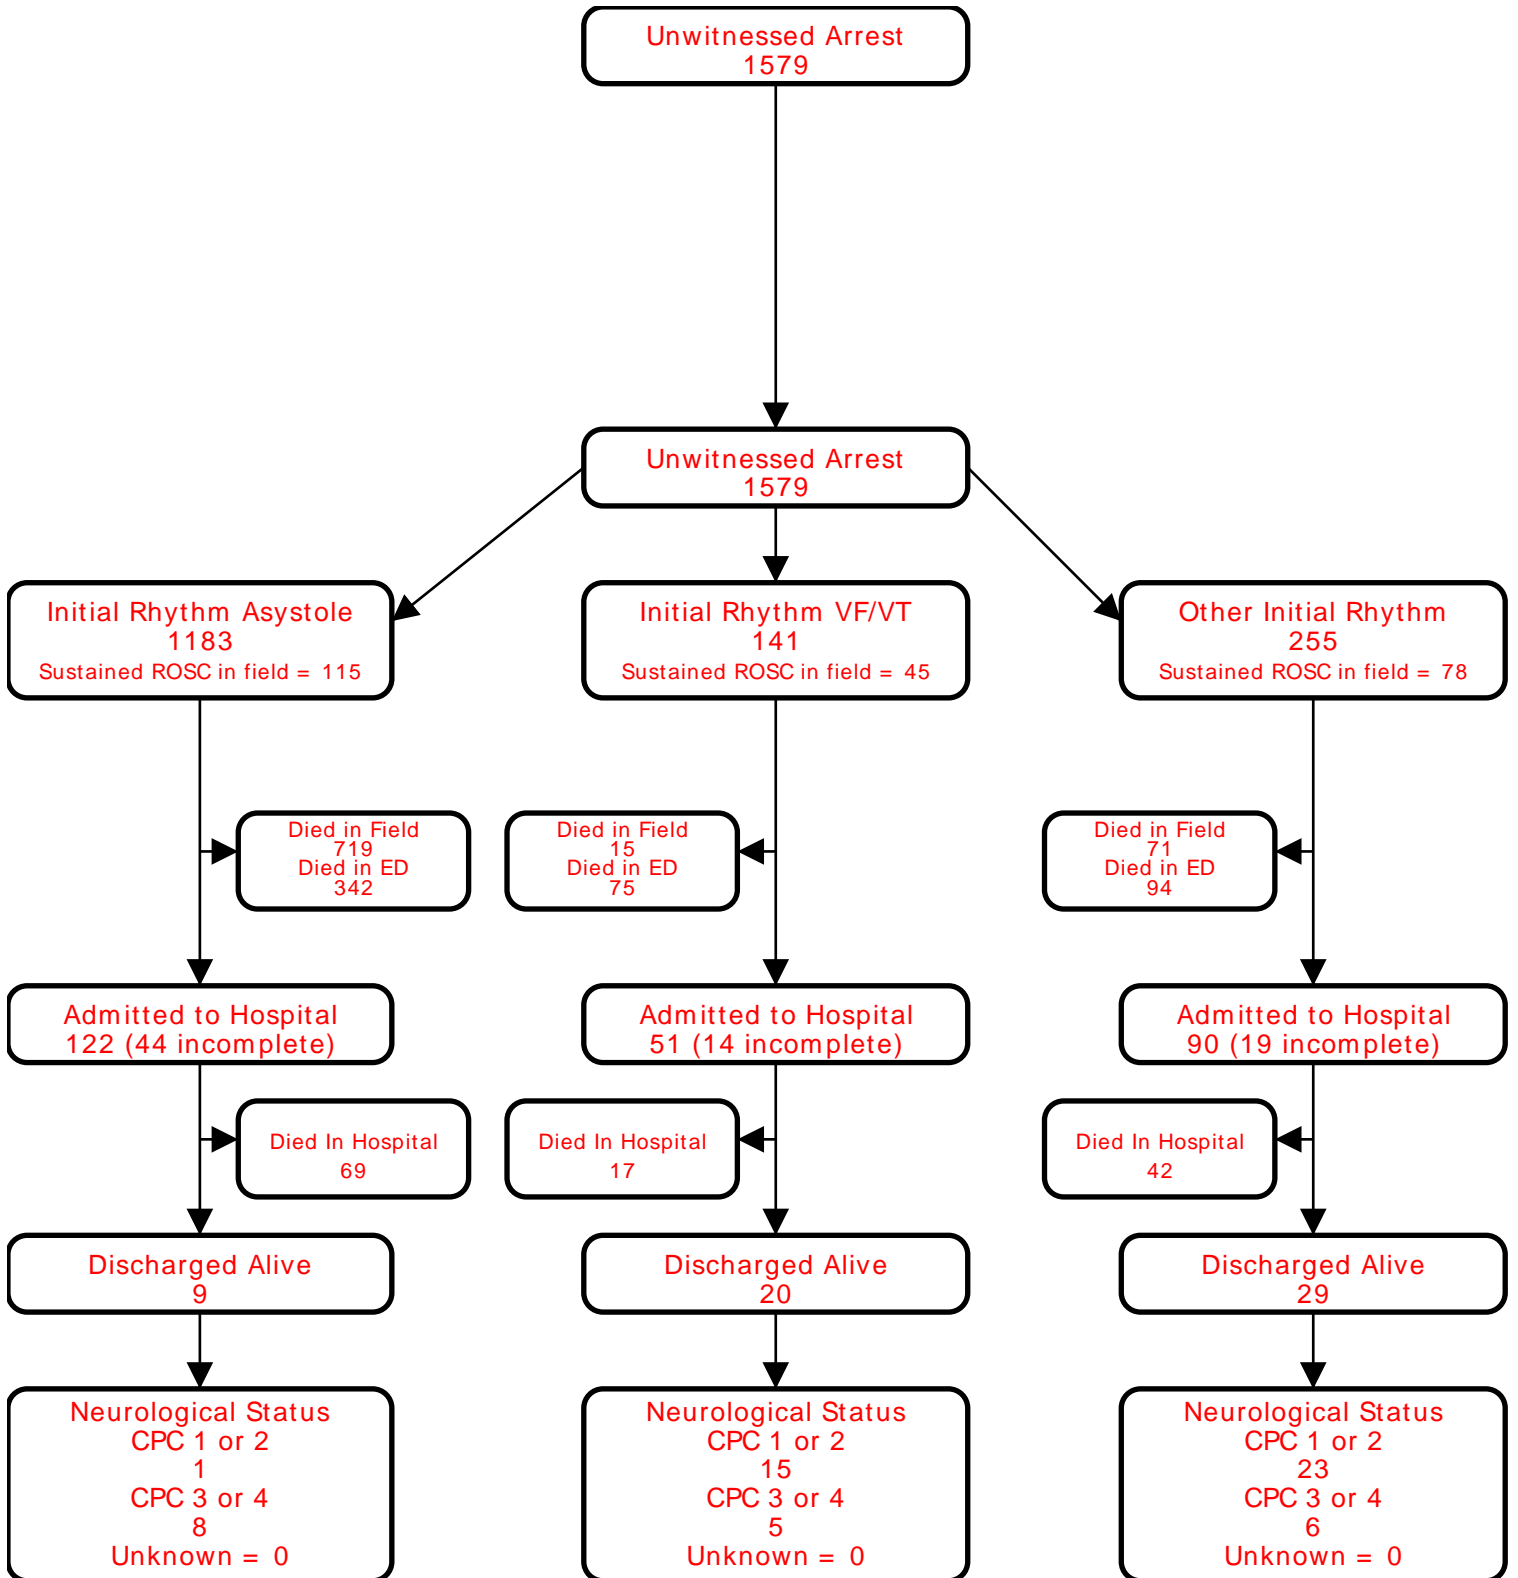 Unwitnessed Arrest
1579
Unwitnessed Arrest
1579
Initial Rhythm Asystole
1183
Sustained ROSC in field = 115
Initial Rhythm VF/VT
141
Sustained ROSC in field = 45
Other Initial Rhythm
255
Sustained ROSC in field = 78
Died in Field
719
Died in ED
342
Died in Field
15
Died in ED
75
Died in Field
71
Died in ED
94
Admitted to Hospital
122 (44 incomplete)
Admitted to Hospital
51 (14 incomplete)
Admitted to Hospital
90 (19 incomplete)
Died In Hospital
69
Died In Hospital
17
Died In Hospital
42
Discharged Alive
9
Discharged Alive
20
Discharged Alive
29
Neurological Status
CPC 1 or 2
1
CPC 3 or 4
8
Unknown = 0
Neurological Status
CPC 1 or 2
15
CPC 3 or 4
5
Unknown = 0
Neurological Status
CPC 1 or 2
23
CPC 3 or 4
6
Unknown = 0